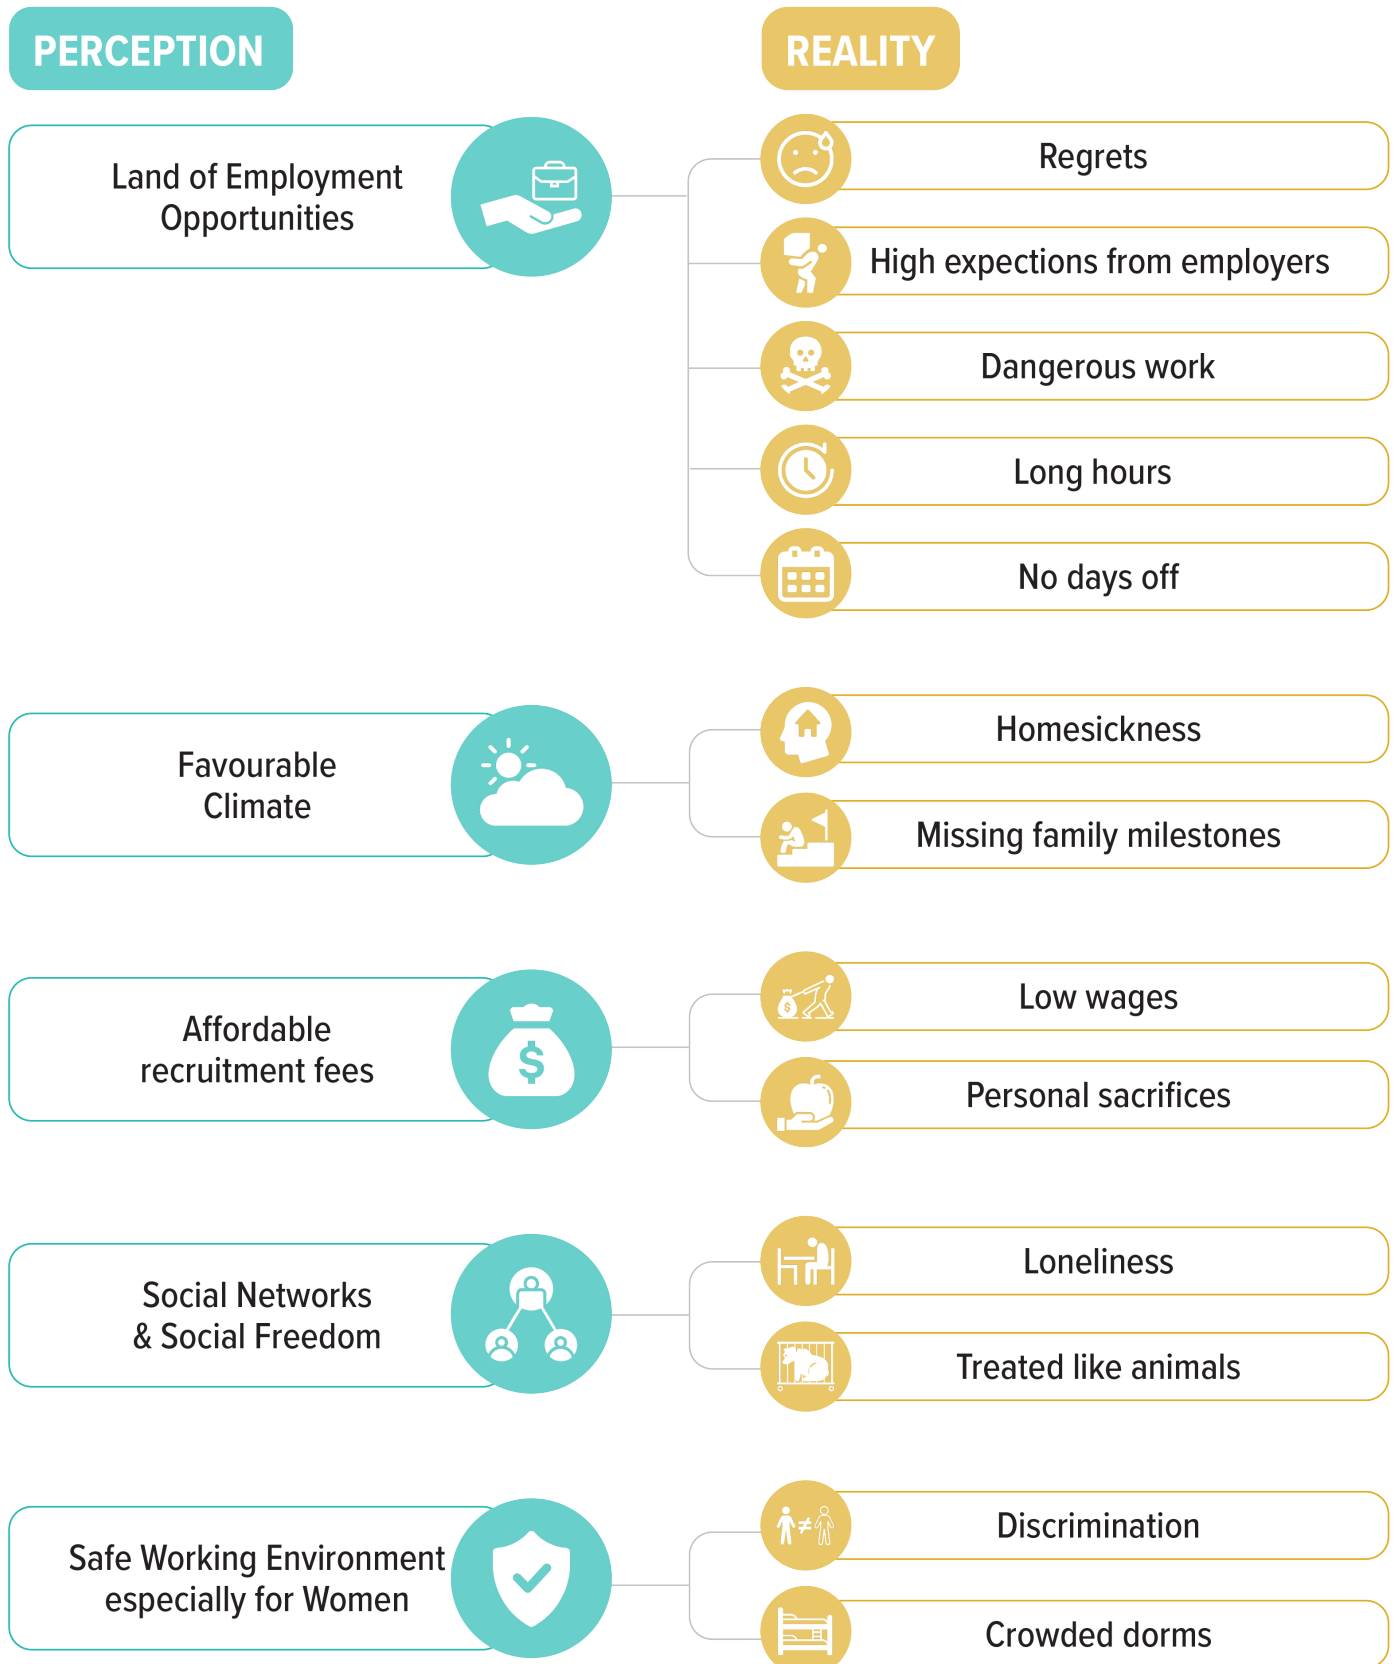 PERCEPTION
REALITY
Land of Employment
Opportunities
Regrets
High expections from employers
Dangerous work
Long hours
No days off
Favourable
Climate
Homesickness
Missing family milestones
Affordable
recruitment fees
$
Low wages
$
Personal sacrifices
Social Networks
& Social Freedom
Loneliness
Treated like animals
Safe Working Environment
especially for Women
Discrimination
≠
Crowded dorms